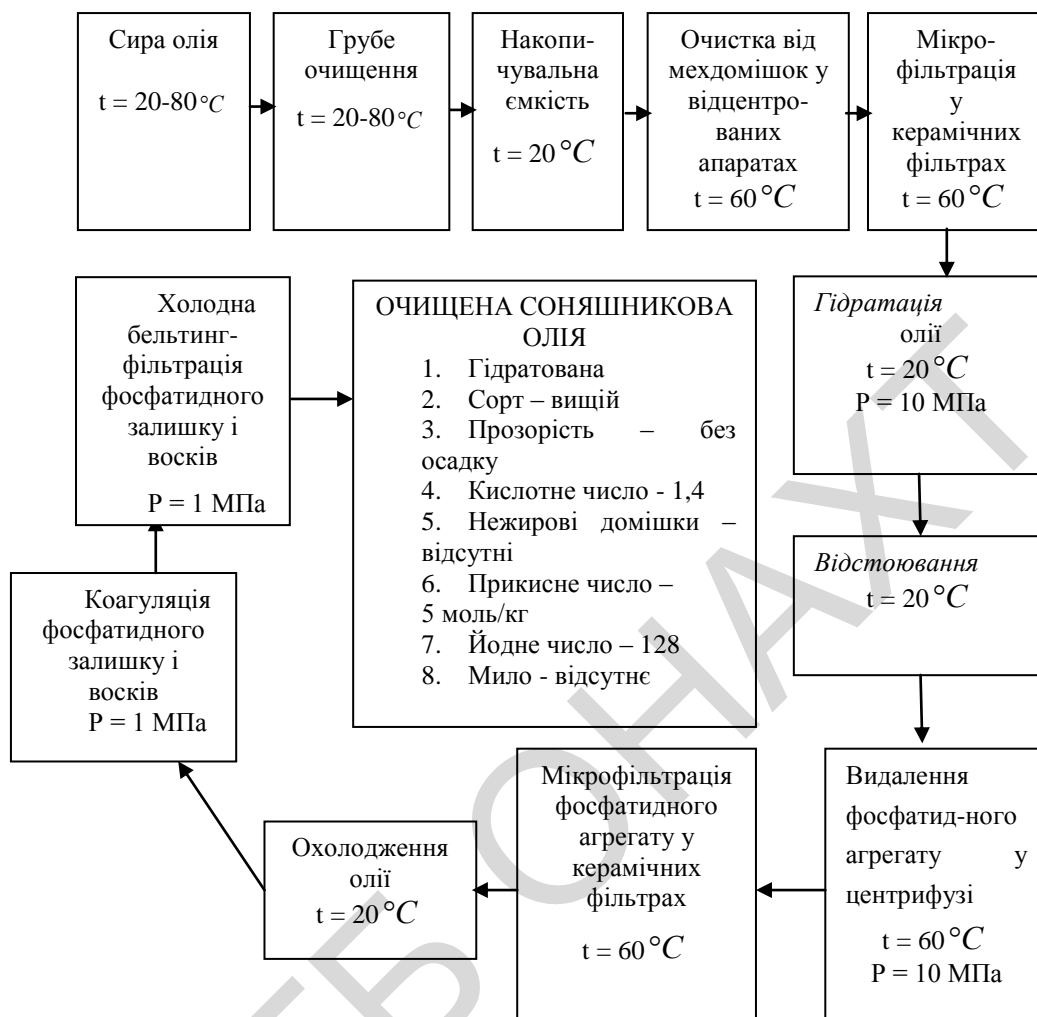 Сира олія
t = 20-80°C
Грубе
очищення
t = 20-80°C
Накопи-
чувальна
ємкість
t = 20°C
Очистка від
мехдомішок у
відцентро-
ваних
апаратах
t = 60°C
Мікро-
фільтрація
у
керамічних
фільтрах
t = 60°C
Гідратація
олії
t = 20°C
P = 10 МПа
Відстоювання
t = 20°C
Видалення
фосфатид-ного
агрегату у
центрифузі
t = 60°C
P = 10 МПа
Мікрофільтрація
фосфатидного
агрегату у
керамічних
фільтрах
t = 60°C
Охолодження
олії
t = 20°C
Коагуляція
фосфатидного
залишку і
восків
P = 1 МПа
Холодна
бельтинг-
фільтрація
фосфатидного
залишку і
восків
P = 1 МПа
ОЧИЩЕНА СОНЯШНИКОВА
ОЛІЯ
1. Гідратована
2. Сорт – вищій
3. Прозорість – без
осадку
4. Кислотне число - 1,4
5. Нежирові домішки –
відсутні
6. Прикисне число –
5 моль/кг
7. Йодне число – 128
8. Мило - відсутнє
ОНАХТ